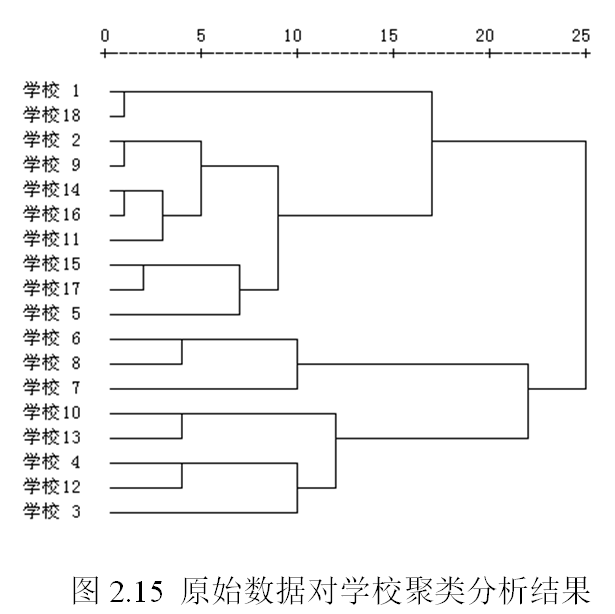 0 5 10 15 20 25
学校 1
学校18
学校 2
学校 9
学校14
学校16
学校11
学校15
学校17
学校 5
学校 6
学校 8
学校 7
学校10
学校13
学校 4
学校12
学校 3
图 2.15 原始数据对学校聚类分析结果